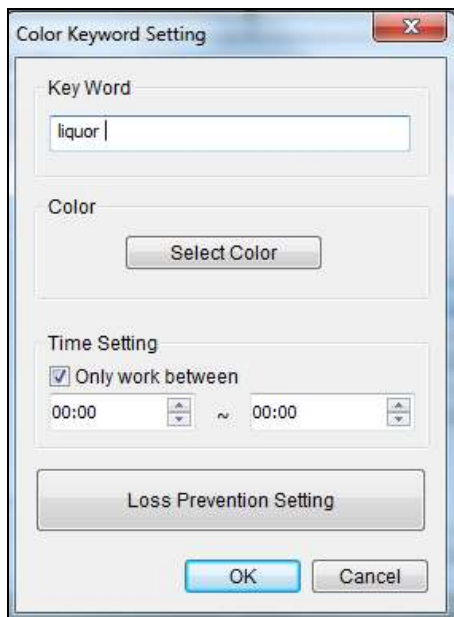 Color Keyword Setting
Key Word
liquor
Color
Select Color
Time Setting
Only work between
00:00 ~ 00:00
Loss Prevention Setting
OK Cancel